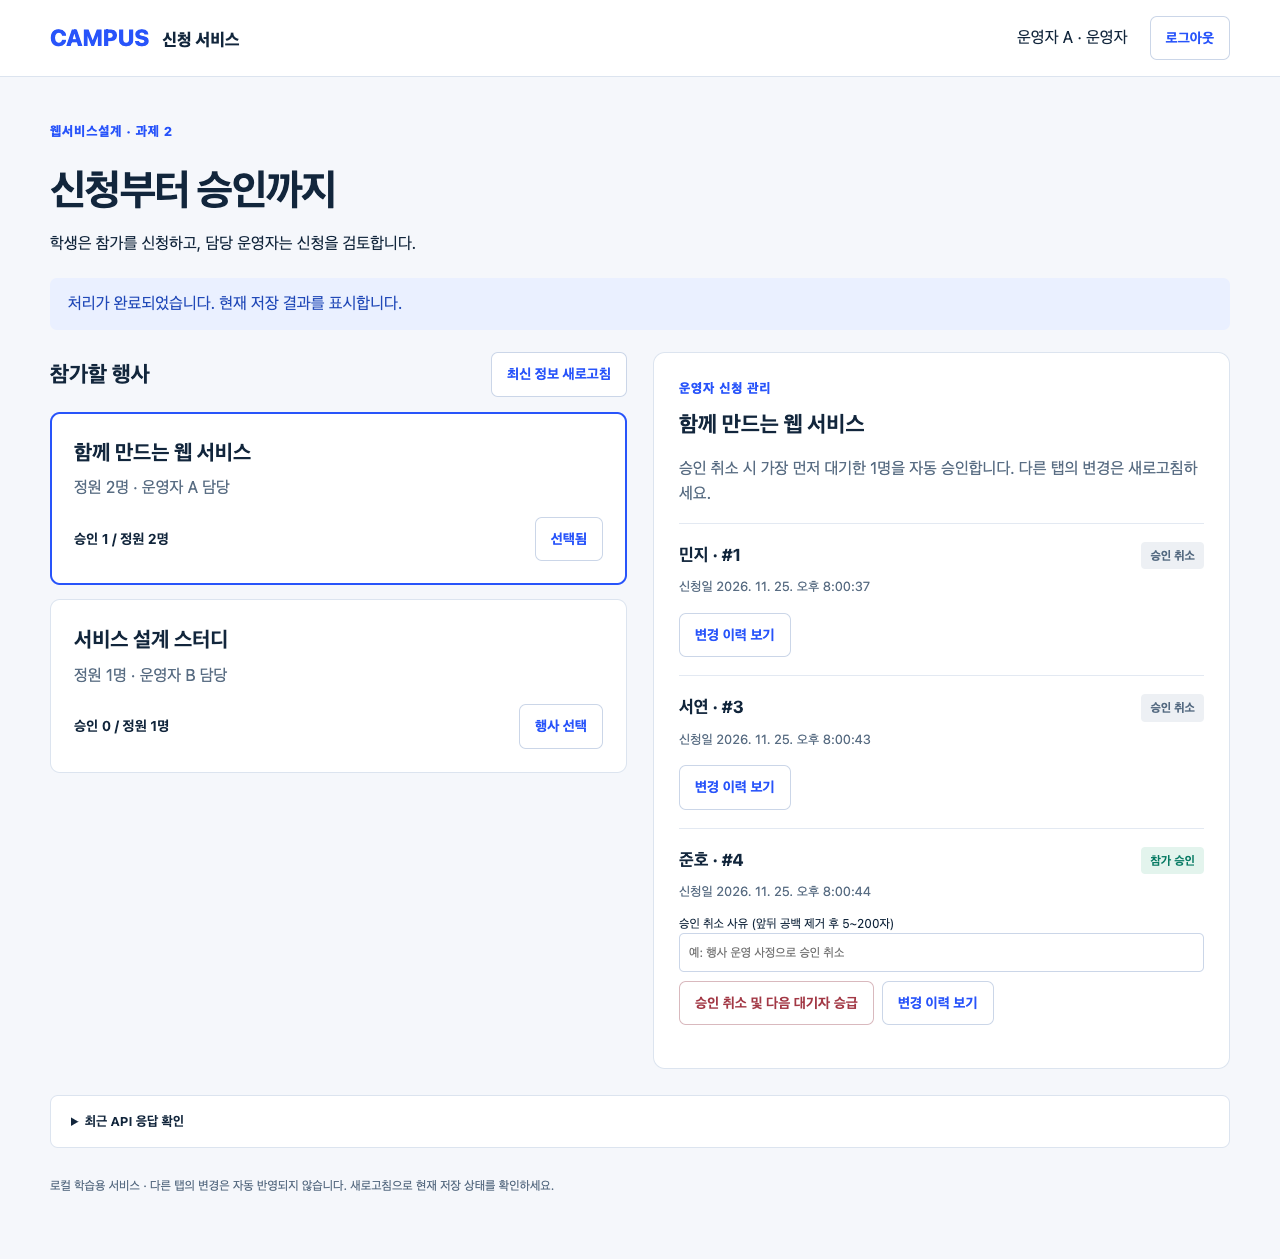 CAMPUS 신청 서비스
운영자 A · 운영자
로그아웃
웹서비스설계 · 과제 2
신청부터 승인까지
학생은 참가를 신청하고, 담당 운영자는 신청을 검토합니다.
처리가 완료되었습니다. 현재 저장 결과를 표시합니다.
참가할 행사
최신 정보 새로고침
함께 만드는 웹 서비스
정원 2명 · 운영자 A 담당
승인 1 / 정원 2명
선택됨
서비스 설계 스터디
정원 1명 · 운영자 B 담당
승인 0 / 정원 1명
행사 선택
운영자 신청 관리
함께 만드는 웹 서비스
승인 취소 시 가장 먼저 대기한 1명을 자동 승인합니다. 다른 탭의 변경은 새로고침하
세요.
민지 · #1
승인 취소
신청일 2026. 11. 25. 오후 8:00:37
변경 이력 보기
서연 · #3
승인 취소
신청일 2026. 11. 25. 오후 8:00:43
변경 이력 보기
준호 · #4
참가 승인
신청일 2026. 11. 25. 오후 8:00:44
승인 취소 사유 (앞뒤 공백 제거 후 5~200자)
예: 행사 운영 사정으로 승인 취소
승인 취소 및 다음 대기자 승급
변경 이력 보기
▶ 최근 API 응답 확인
로컬 학습용 서비스 · 다른 탭의 변경은 자동 반영되지 않습니다. 새로고침으로 현재 저장 상태를 확인하세요.